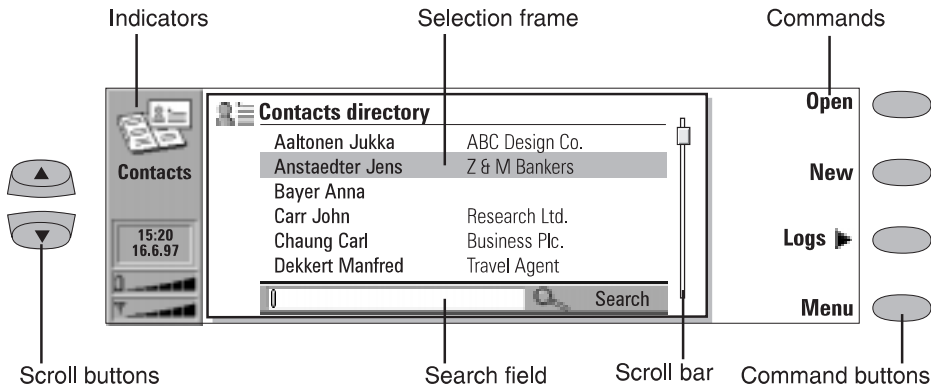 Indicators
Selection frame
Commands
Contacts
15:20
16.6.97
Contacts directory
Aaltonen Jukka ABC Design Co.
Anstaedter Jens Z & M Bankers
Bayer Anna
Carr John Research Ltd.
Chaung Carl Business Plc.
Dekkert Manfred Travel Agent
Search
Open
New
Logs
Menu
Scroll buttons
Search field
Scroll bar
Command buttons